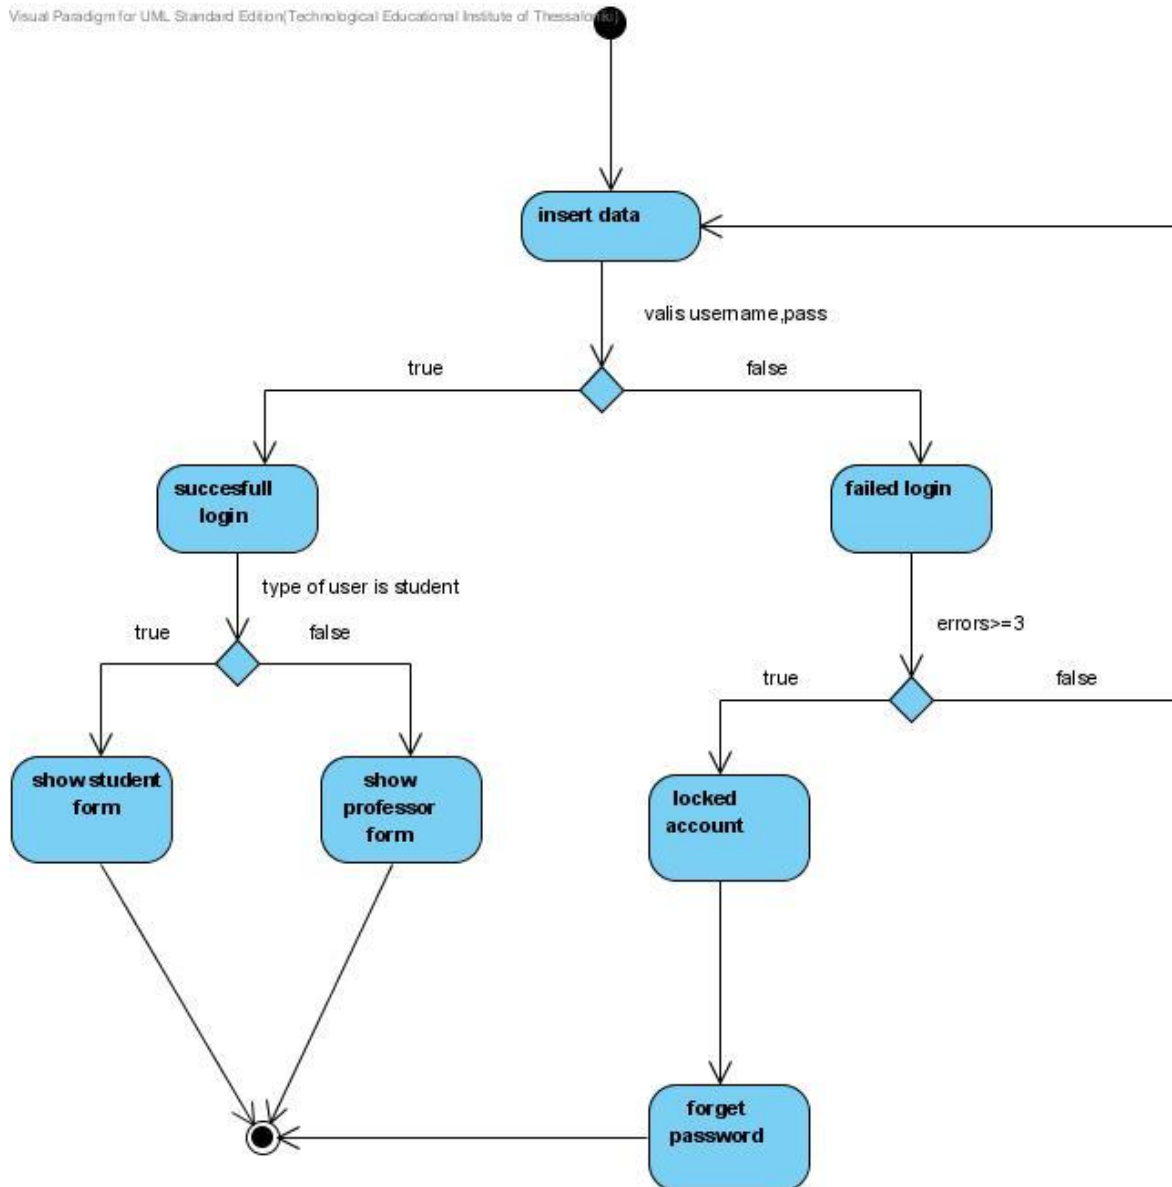 Visual Paradigm for UML Standard Edition(Technological Educational Institute of Thessaloniki)
insert data
valis username,pass
true
false
succesfull
login
failed login
type of user is student
true
false
errors>=3
true
false
show student
form
show
professor
form
locked
account
forget
password